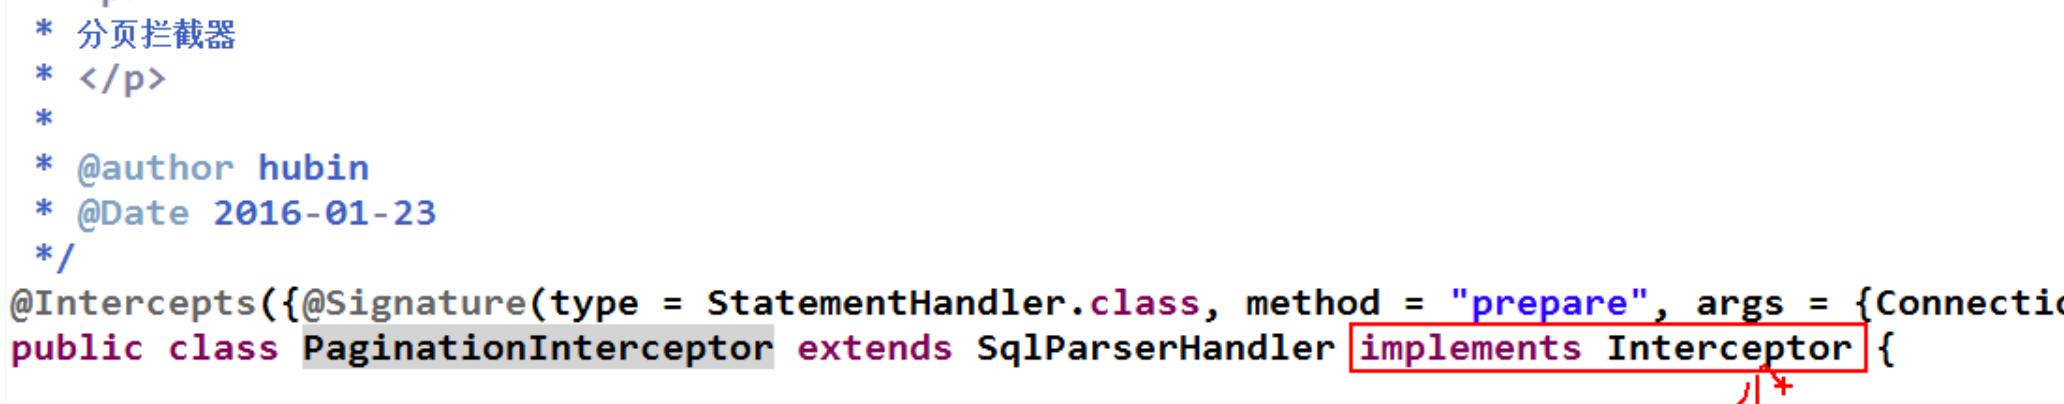 * 分页拦截器
* </p>
*
* @author hubin
* @Date 2016-01-23
*/
@Intercepts({@Signature(type = StatementHandler.class, method = "prepare", args = {Connectio
public class PaginationInterceptor extends SqlParserHandler implements Interceptor {